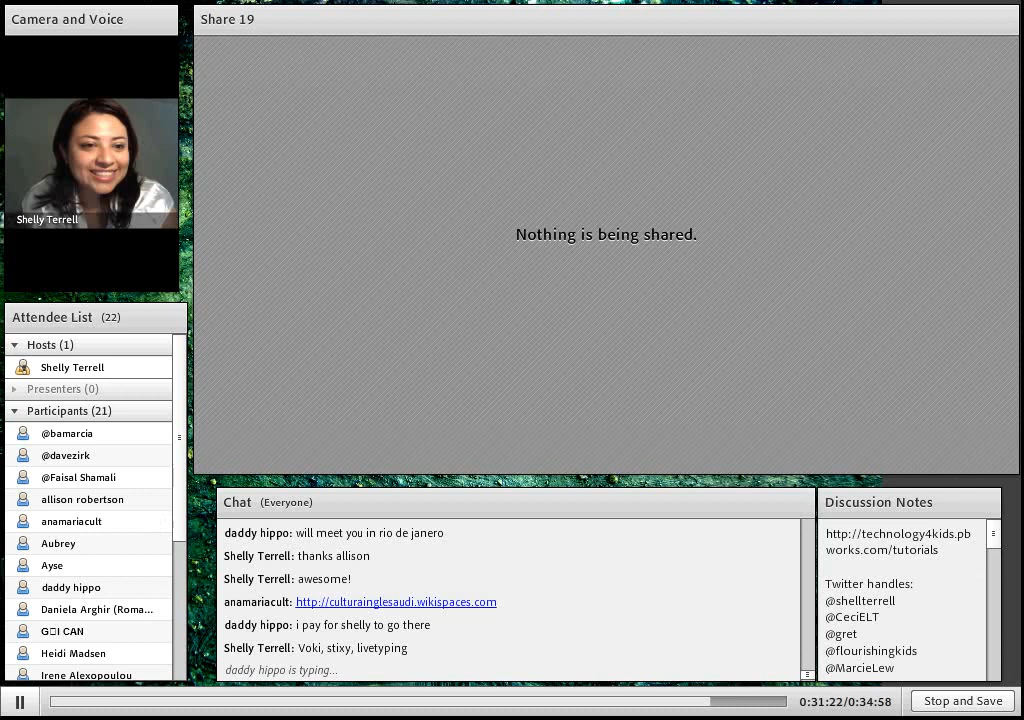 Camera and Voice
Share 19
Shelly Terrell
Nothing is being shared.
Attendee List (22)
Hosts (1)
Shelly Terrell
Presenters (0)
Participants (21)
@bamarcia
@davezirk
@Faisal Shamali
allison robertson
anamariacult
Aubrey
Ayse
daddy hippo
Daniela Arghir (Roma...
G□I CAN
Heidi Madsen
Irene Alexopoulou
Chat (Everyone)
daddy hippo: will meet you in rio de janero
Shelly Terrell: thanks allison
Shelly Terrell: awesome!
anamariacult: http://culturainglesaudi.wikispaces.com
daddy hippo: i pay for shelly to go there
Shelly Terrell: Voki, stixy, livetyping
daddy hippo is typing...
Discussion Notes
http://technology4kids.pb
works.com/tutorials
Twitter handles:
@shellterrell
@CeciELT
@gret
@flourishingkids
@MarcieLew
0:31:22/0:34:58
Stop and Save